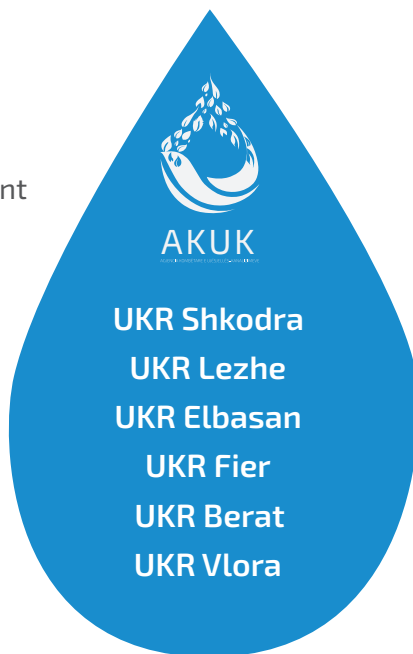 nt
AKUK
UKR Shkodra
UKR Lezhe
UKR Elbasan
UKR Fier
UKR Berat
UKR Vlora